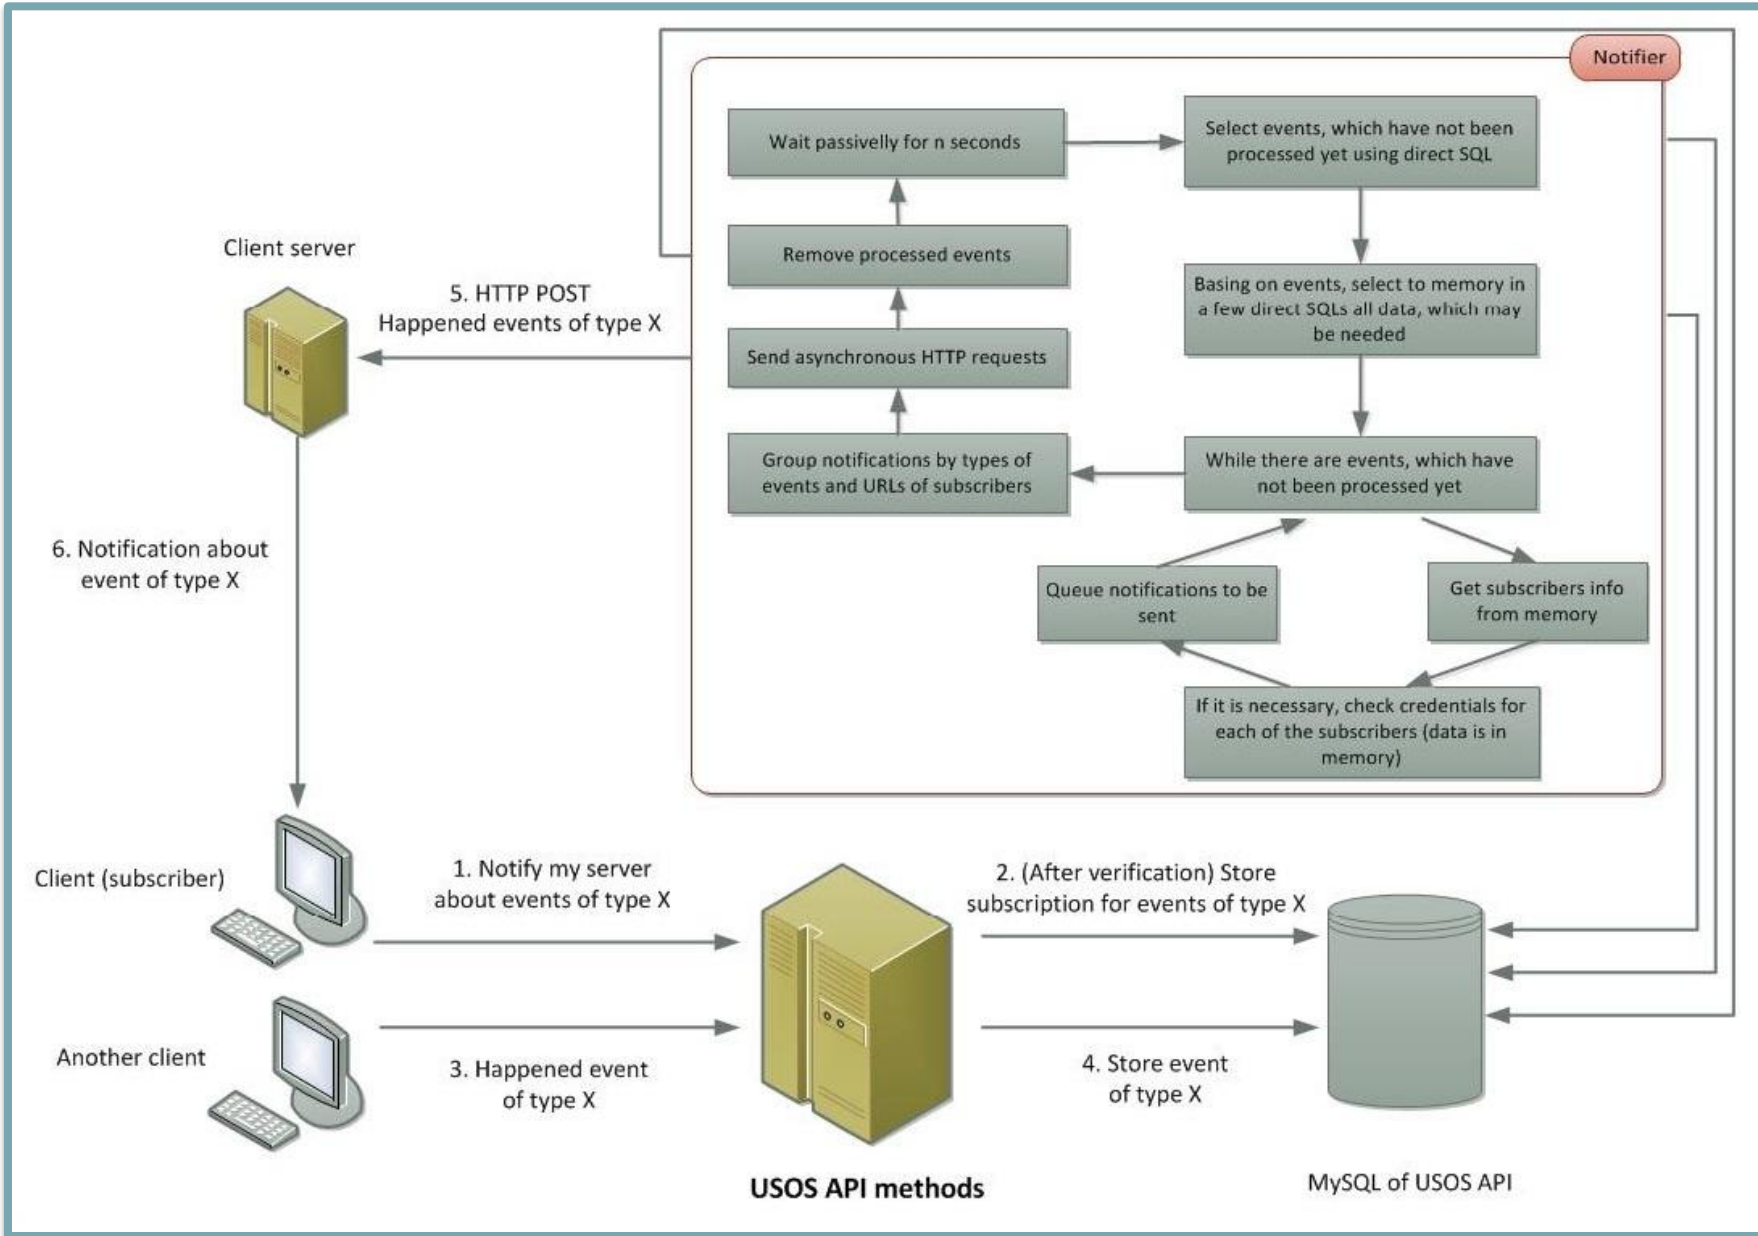 Notifier
Wait passivelly for n seconds
Select events, which have not been
processed yet using direct SQL
Remove processed events
Basing on events, select to memory in
a few direct SQLs all data, which may
be needed
Send asynchronous HTTP requests
Group notifications by types of
events and URLs of subscribers
While there are events, which have
not been processed yet
Queue notifications to be
sent
Get subscribers info
from memory
If it is necessary, check credentials for
each of the subscribers (data is in
memory)
Client server
5. HTTP POST
Happened events of type X
6. Notification about
event of type X
Client (subscriber)
1. Notify my server
about events of type X
2. (After verification) Store
subscription for events of type X
Another client
3. Happened event
of type X
4. Store event
of type X
USOS API methods
MySQL of USOS API